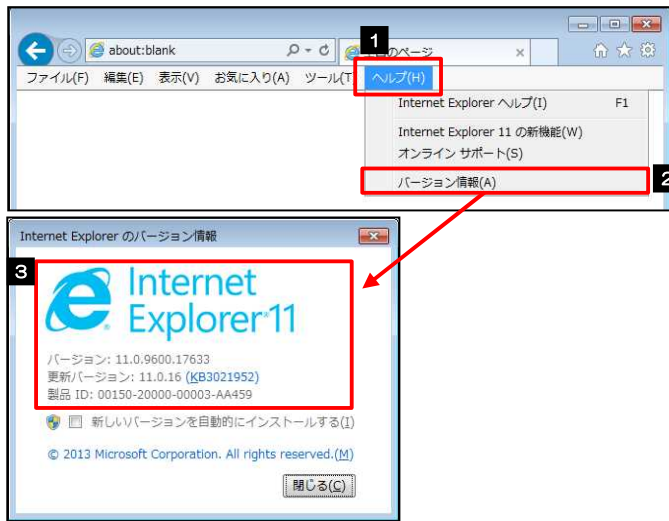 1
about:blank
のページ
ファイル(F) 編集(E) 表示(V) お気に入り(A) ツール(T) ヘルプ(H)
Internet Explorer ヘルプ(I) F1
Internet Explorer 11 の新機能(W)
オンライン サポート(S)
バージョン情報(A)
2
Internet Explorer のバージョン情報
3
Internet
Explorer 11
バージョン: 11.0.9600.17633
更新バージョン: 11.0.16 (KB3021952)
製品 ID: 00150-20000-00003-AA459
新しいバージョンを自動的にインストールする(I)
© 2013 Microsoft Corporation. All rights reserved.(M)
閉じる(C)